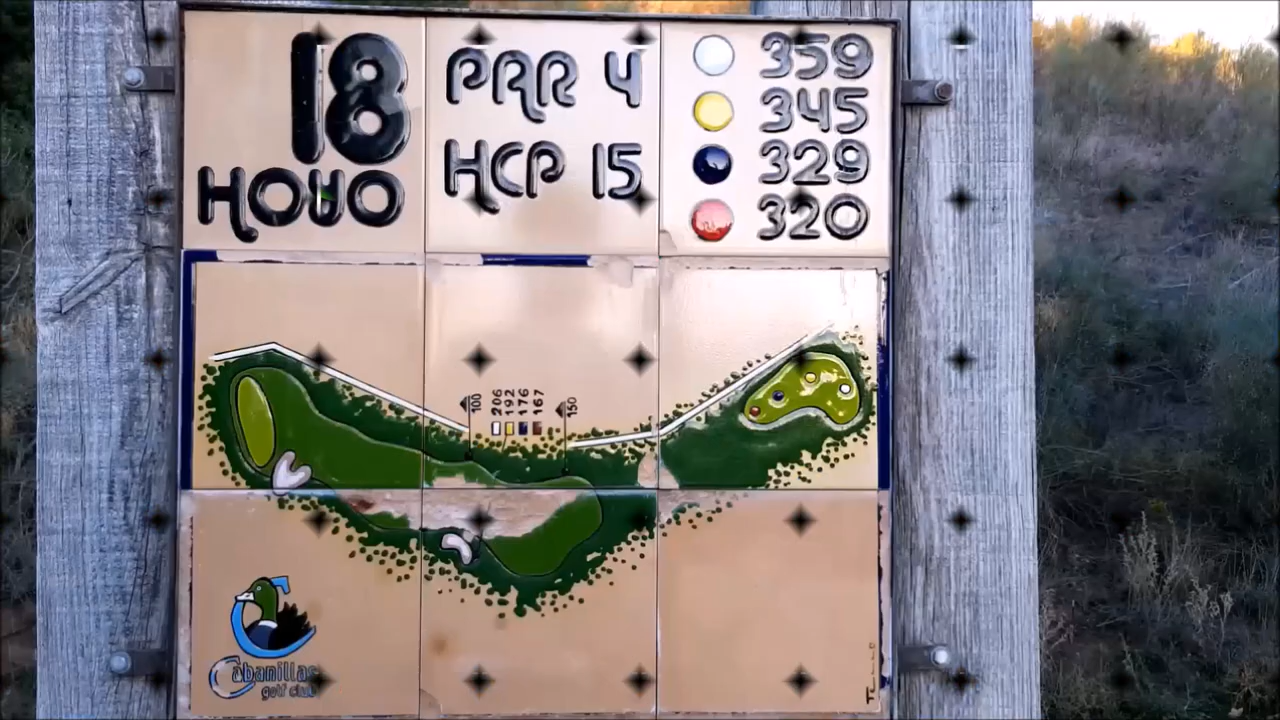 18
HOYO
PAR 4
HCP 15
359
345
329
320
100
206
192
176
167
150
Cabanillas
golf club
TELLO